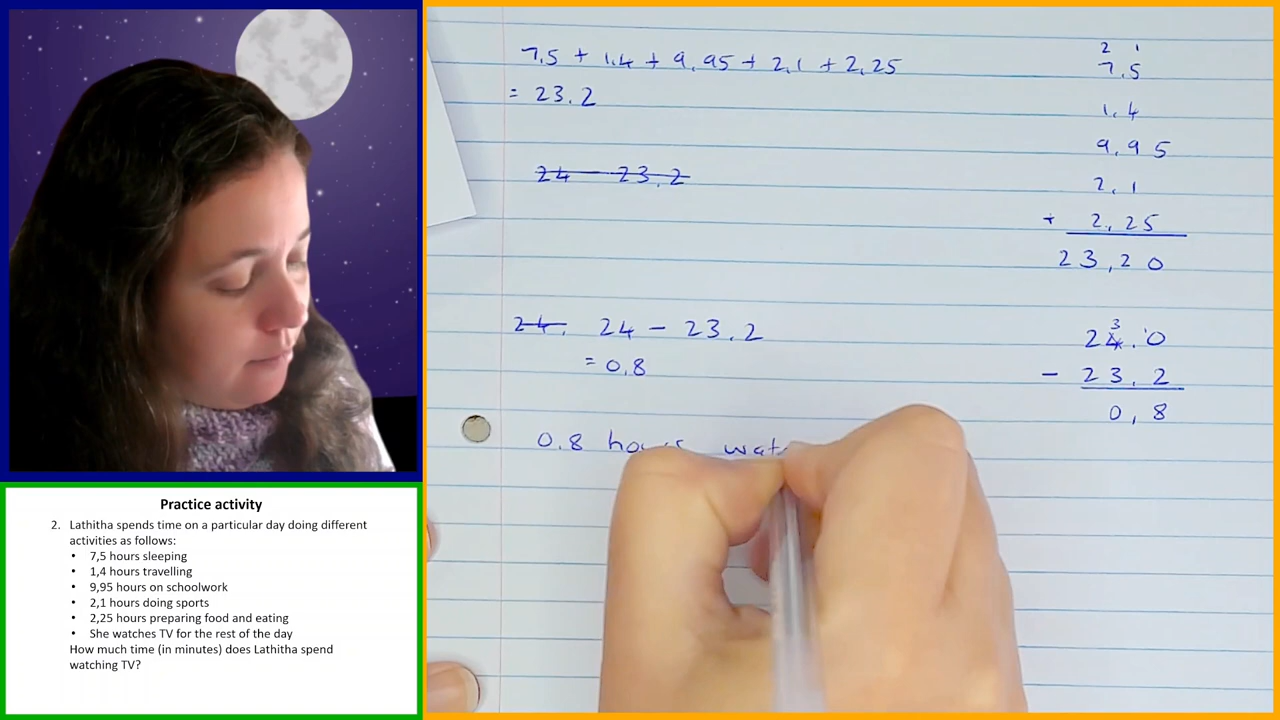 7,5 + 1,4 + 9,95 + 2,1 + 2,25
= 23.2
24 - 23.2
24. 24 - 23.2
= 0.8
0.8 hours
2 1
7,5
1,4
9,95
2,1
+ 2,25
23,20
3 1
24.0
- 23,2
0,8
Practice activity
2. Lathitha spends time on a particular day doing different
activities as follows:
• 7,5 hours sleeping
• 1,4 hours travelling
• 9,95 hours on schoolwork
• 2,1 hours doing sports
• 2,25 hours preparing food and eating
• She watches TV for the rest of the day
How much time (in minutes) does Lathitha spend
watching TV?